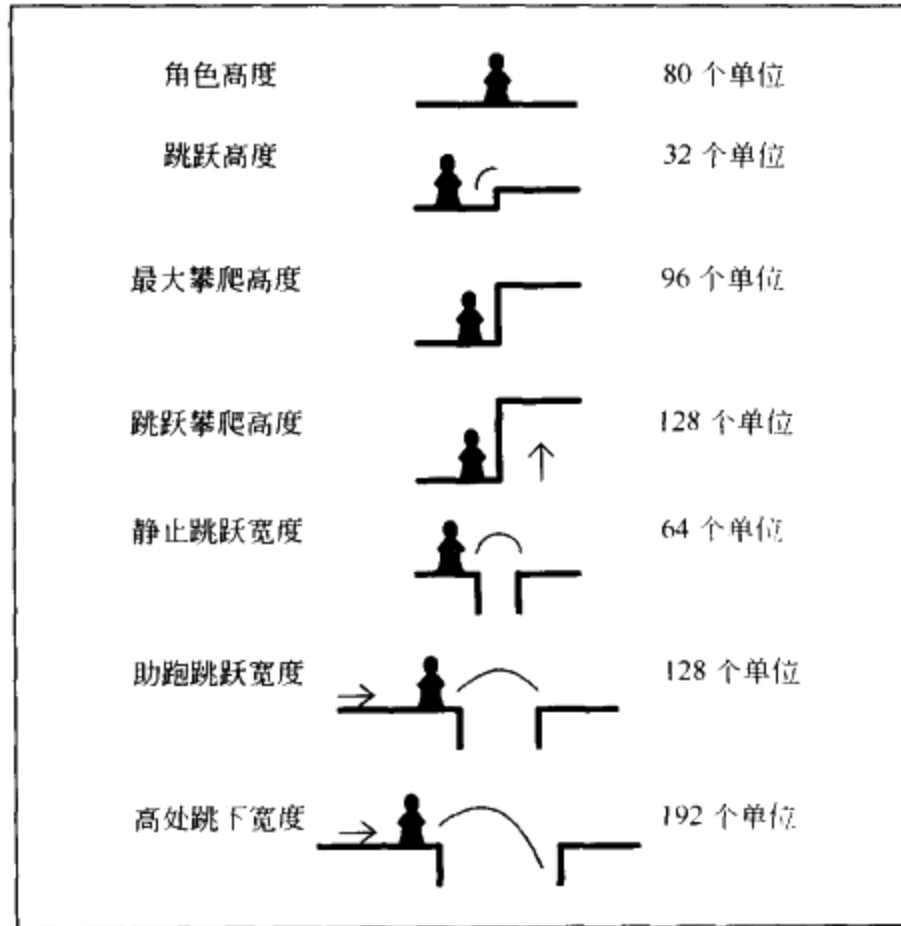 角色高度 80 个单位
跳跃高度 32 个单位
最大攀爬高度 96 个单位
跳跃攀爬高度 128 个单位
静止跳跃宽度 64 个单位
助跑跳跃宽度 128 个单位
高处跳下宽度 192 个单位